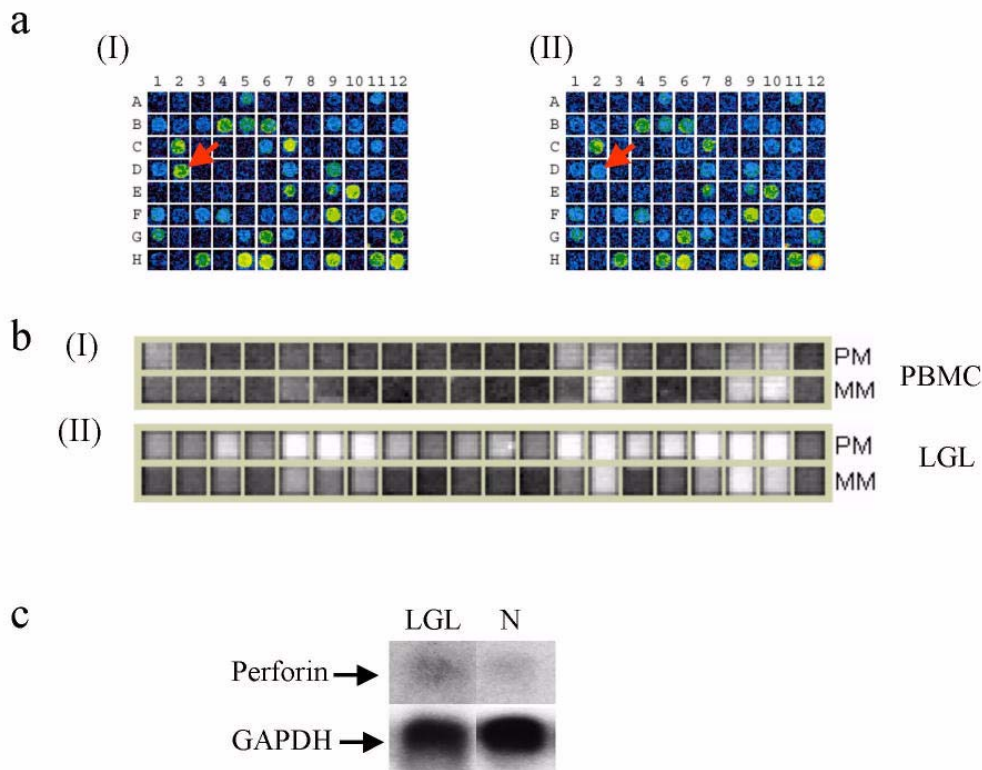 a
(I)
(II)
1 2 3 4 5 6 7 8 9 10 11 12
A
B
C
D
E
F
G
H
1 2 3 4 5 6 7 8 9 10 11 12
A
B
C
D
E
F
G
H
b
(I)
PM
MM
PBMC
(II)
PM
MM
LGL
c
LGL N
Perforin
GAPDH